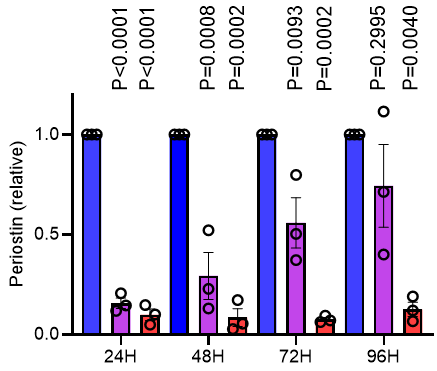 P<0.0001
P<0.0001
P=0.0008
P=0.0002
P=0.0093
P=0.0002
P=0.2995
P=0.0040
Periostin (relative)
1.0
0.5
0.0
24H 48H 72H 96H